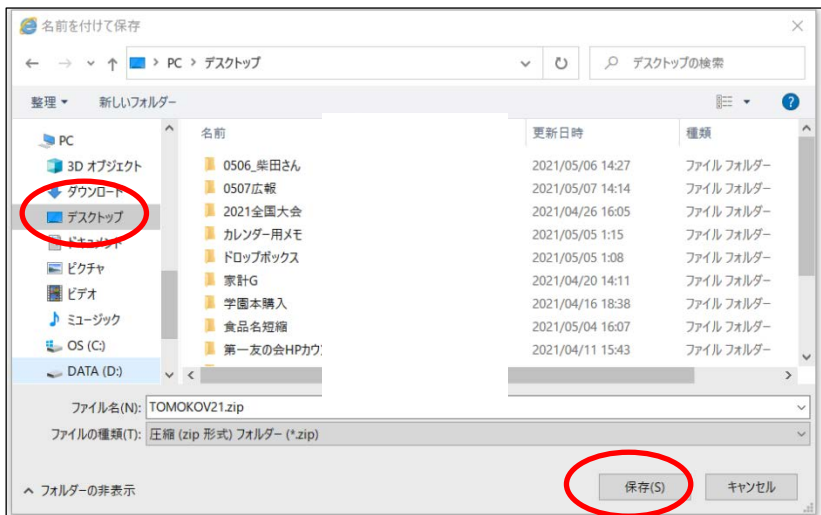 名前を付けて保存
PC > デスクトップ
デスクトップの検索
整理 新しいフォルダー
名前 更新日時 種類
PC
3D オブジェクト
ダウンロード
デスクトップ
ドキュメント
ピクチャ
ビデオ
ミュージック
OS (C:)
DATA (D:)
0506_柴田さん 2021/05/06 14:27 ファイル フォルダー
0507広報 2021/05/07 14:14 ファイル フォルダー
2021全国大会 2021/04/26 16:05 ファイル フォルダー
カレンダー用メモ 2021/05/05 1:15 ファイル フォルダー
ドロップボックス 2021/05/05 1:08 ファイル フォルダー
家計G 2021/04/20 14:11 ファイル フォルダー
学園本購入 2021/04/16 18:38 ファイル フォルダー
食品名短縮 2021/05/04 16:07 ファイル フォルダー
第一友の会HPカウ 2021/04/11 15:43 ファイル フォルダー
ファイル名(N): TOMOKOV21.zip
ファイルの種類(T): 圧縮 (zip 形式) フォルダー (*.zip)
フォルダーの非表示 保存(S) キャンセル